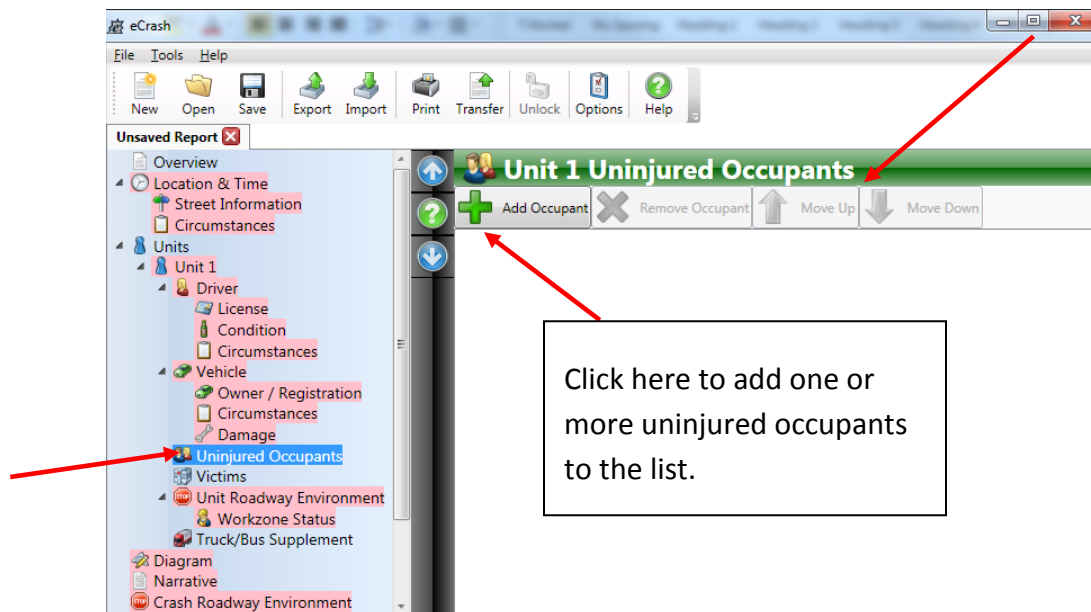 eCrash
File Tools Help
New Open Save Export Import Print Transfer Unlock Options Help
Unsaved Report
Overview
Location & Time
Street Information
Circumstances
Units
Unit 1
Driver
License
Condition
Circumstances
Vehicle
Owner / Registration
Circumstances
Damage
Uninjured Occupants
Victims
Unit Roadway Environment
Workzone Status
Truck/Bus Supplement
Diagram
Narrative
Crash Roadway Environment
Unit 1 Uninjured Occupants
Add Occupant Remove Occupant Move Up Move Down
Click here to add one or
more uninjured occupants
to the list.